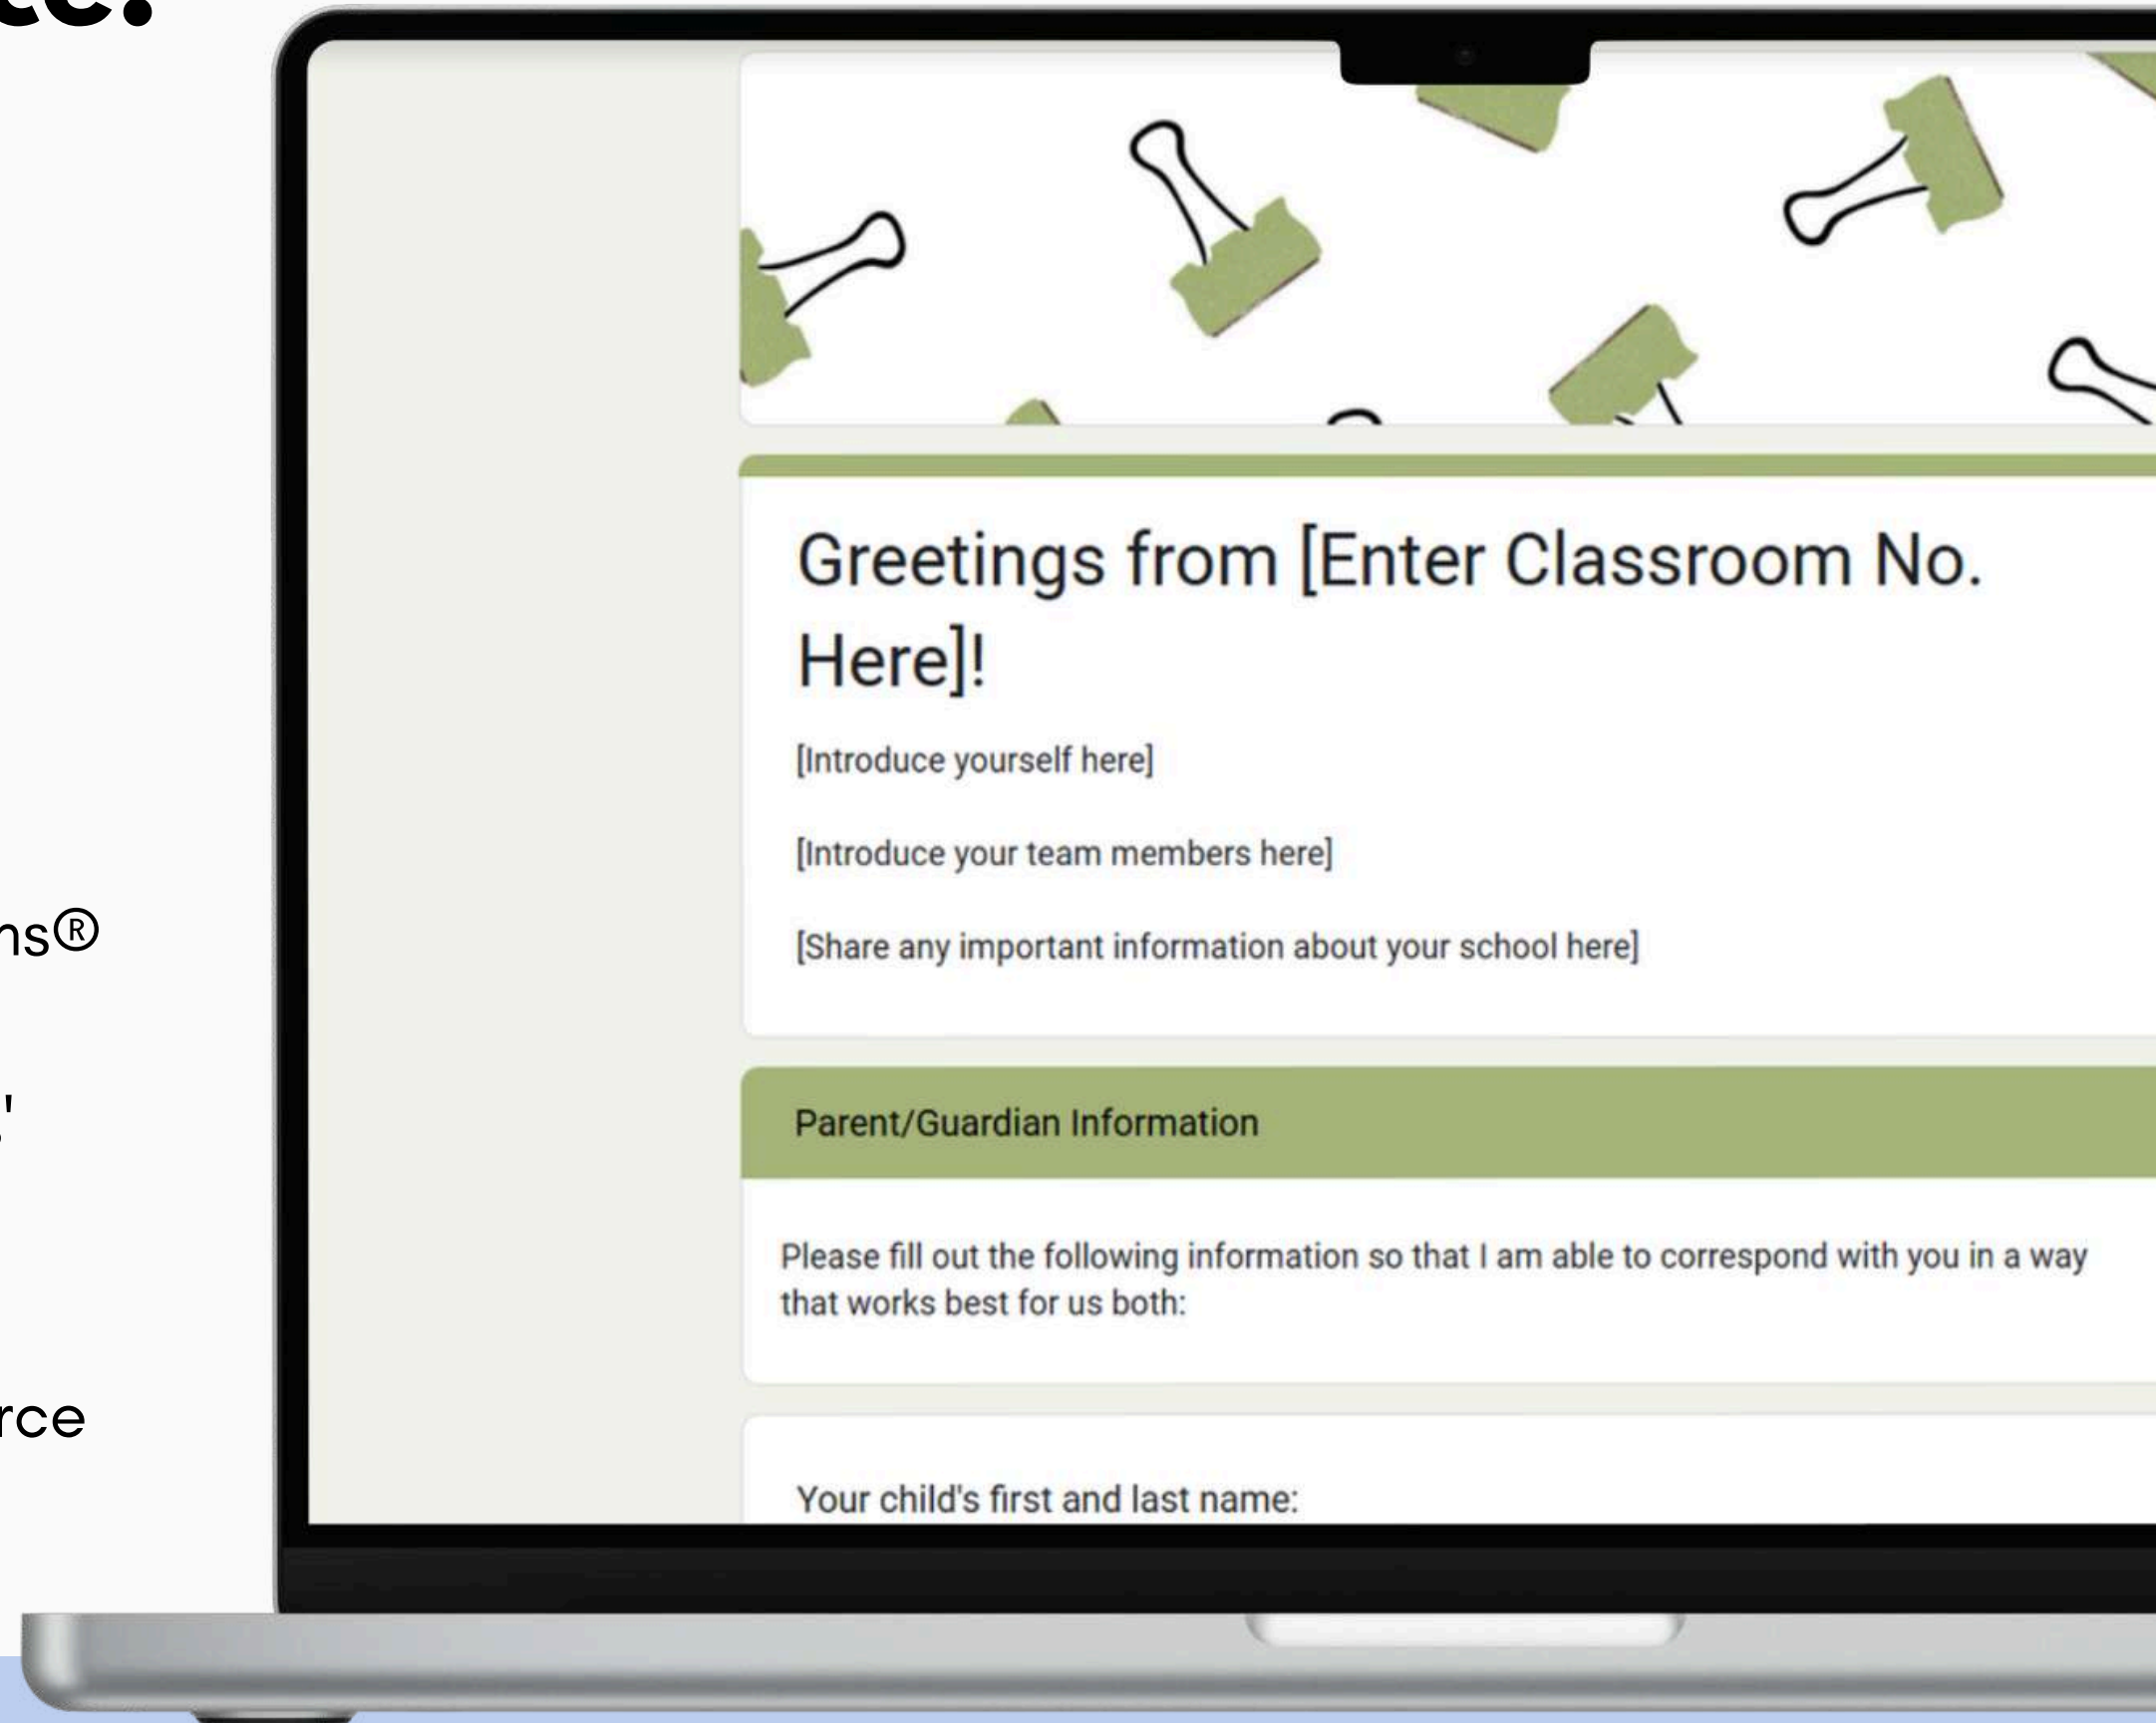 Greetings from [Enter Classroom No.
Here]!
[Introduce yourself here]
[Introduce your team members here]
[Share any important information about your school here]
Parent/Guardian Information
Please fill out the following information so that I am able to correspond with you in a way
that works best for us both:
Your child's first and last name: